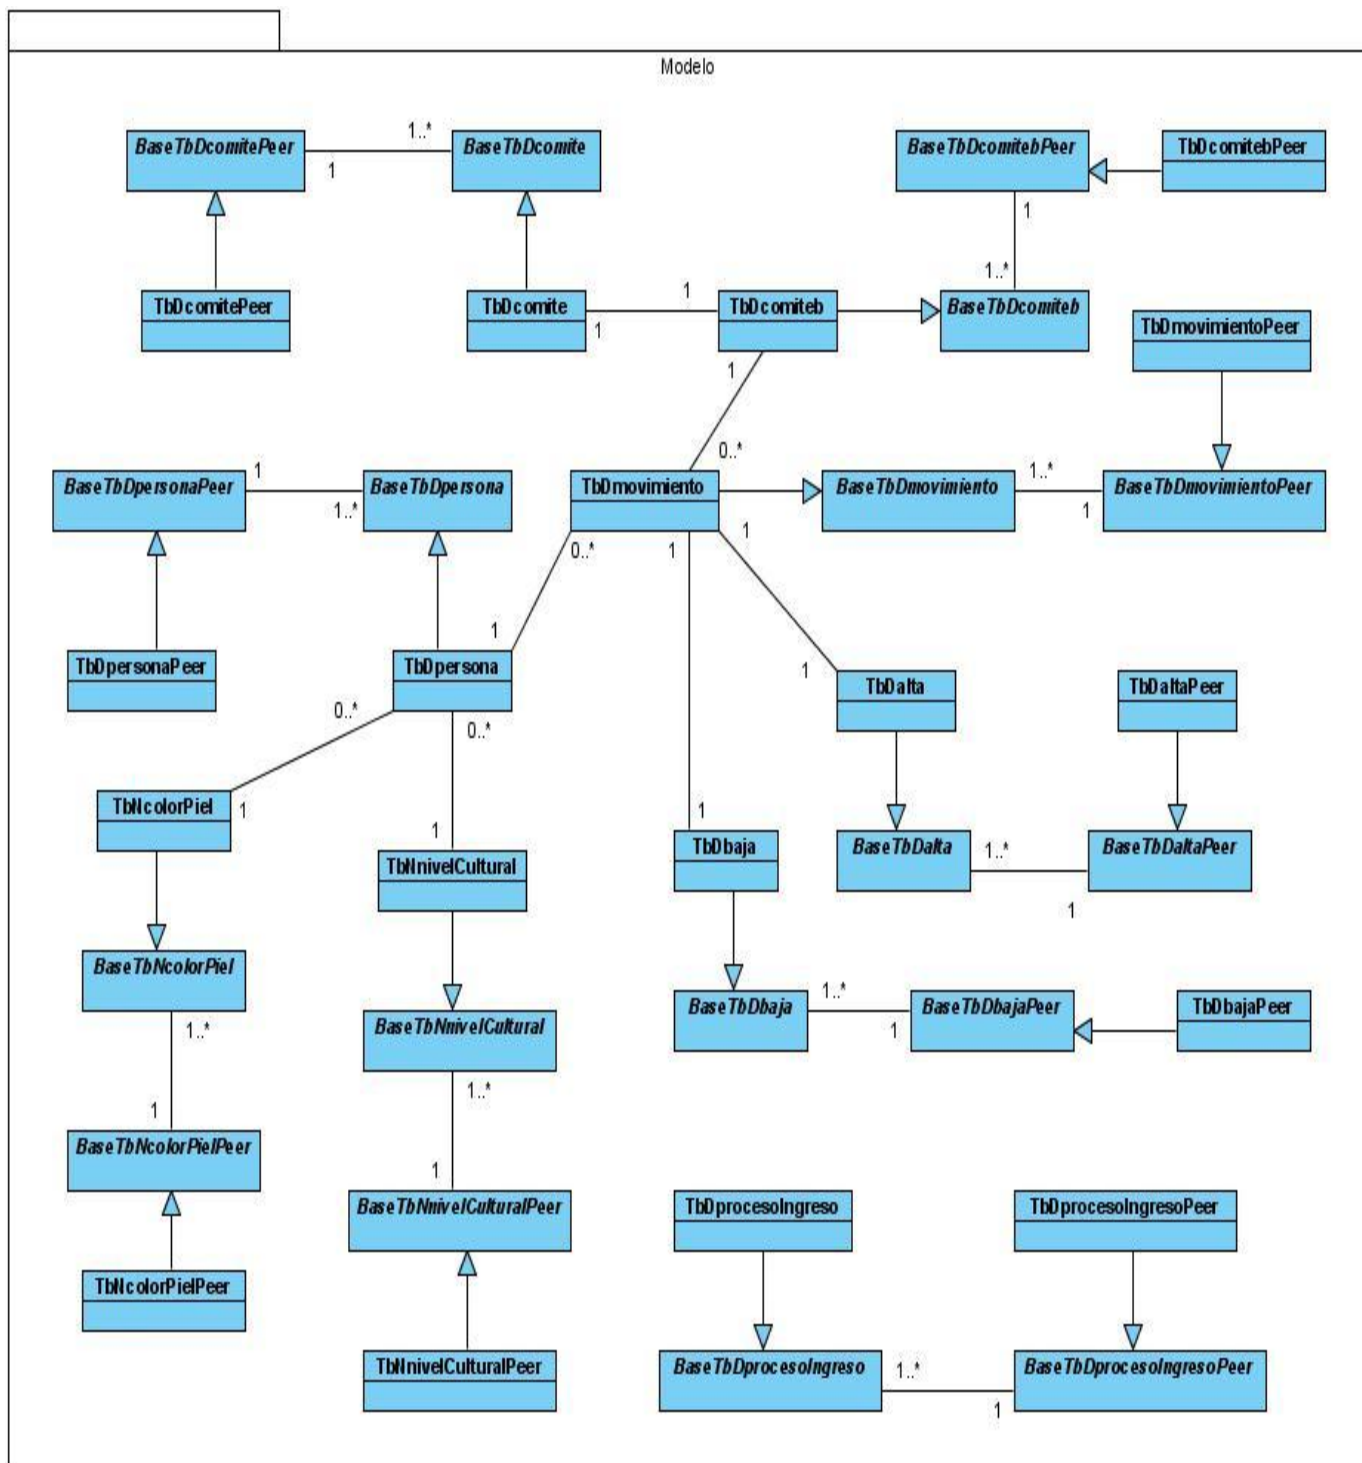 Modelo
BaseTbDcomitePeer
1..*
1
BaseTbDcomite
BaseTbDcomitebPeer
TbDcomitebPeer
1
1..*
TbDcomitePeer
TbDcomite
1
1
TbDcomiteb
BaseTbDcomiteb
TbDmovimientoPeer
1
0..*
BaseTbDpersonaPeer
1
1..*
BaseTbDpersona
TbDmovimiento
BaseTbDmovimiento
1..*
1
BaseTbDmovimientoPeer
0..*
1
1
1
TbDpersonaPeer
TbDpersona
1
TbDalta
TbDaltaPeer
0..*
0..*
TbNcolorPiel
1
1
1
TbNnivelCultural
TbDbaja
BaseTbDalta
1..*
1
BaseTbDaltaPeer
BaseTbNcolorPiel
1..*
BaseTbNnivelCultural
1..*
BaseTbDbaja
1..*
1
BaseTbDbajaPeer
TbDbajaPeer
1
BaseTbNcolorPielPeer
1
BaseTbNnivelCulturalPeer
TbDprocesoIngreso
TbDprocesoIngresoPeer
TbNcolorPielPeer
TbNnivelCulturalPeer
BaseTbDprocesoIngreso
1..*
1
BaseTbDprocesoIngresoPeer